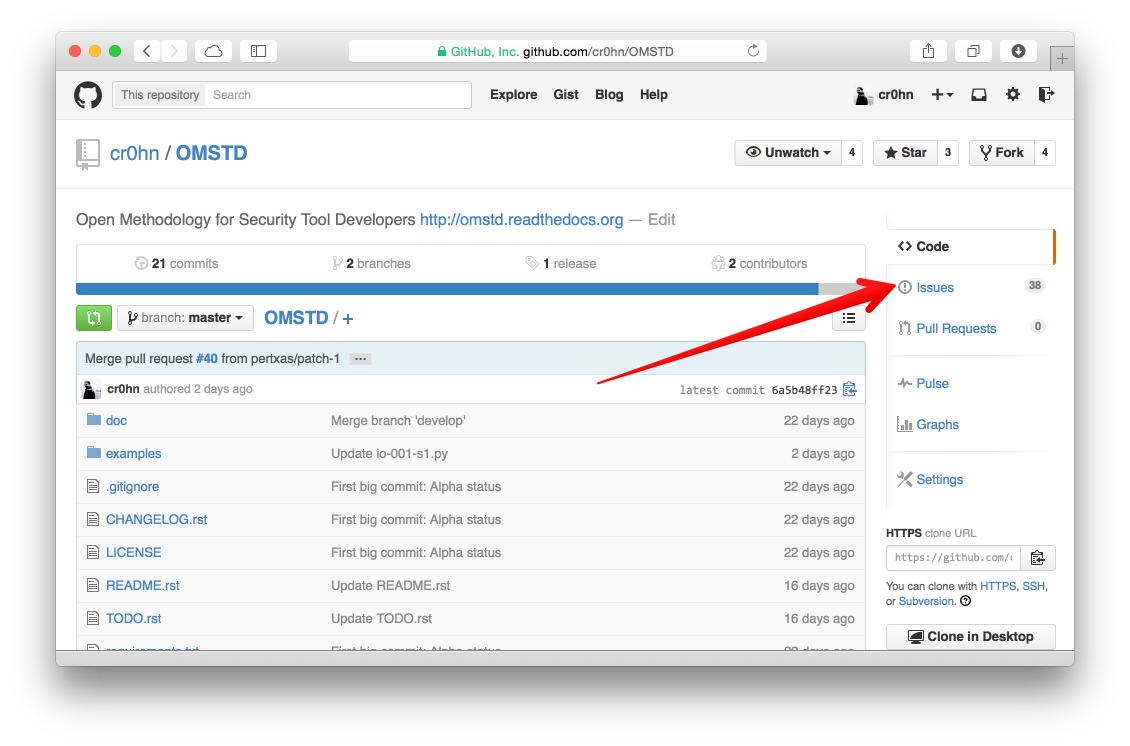 GitHub, Inc. github.com/cr0hn/OMSTD
This repository Search Explore Gist Blog Help cr0hn
cr0hn / OMSTD Unwatch 4 Star 3 Fork 4
Open Methodology for Security Tool Developers http://omstd.readthedocs.org — Edit
21 commits 2 branches 1 release 2 contributors
branch: master OMSTD / +
Merge pull request #40 from pertxas/patch-1 ...
cr0hn authored 2 days ago latest commit 6a5b48ff23
doc Merge branch 'develop' 22 days ago
examples Update io-001-s1.py 2 days ago
.gitignore First big commit: Alpha status 22 days ago
CHANGELOG.rst First big commit: Alpha status 22 days ago
LICENSE First big commit: Alpha status 22 days ago
README.rst Update README.rst 16 days ago
TODO.rst Update TODO.rst 16 days ago
requirements.txt First big commit: Alpha status 22 days ago
Code
Issues 38
Pull Requests 0
Pulse
Graphs
Settings
HTTPS clone URL
https://github.com/
You can clone with HTTPS, SSH,
or Subversion.
Clone in Desktop